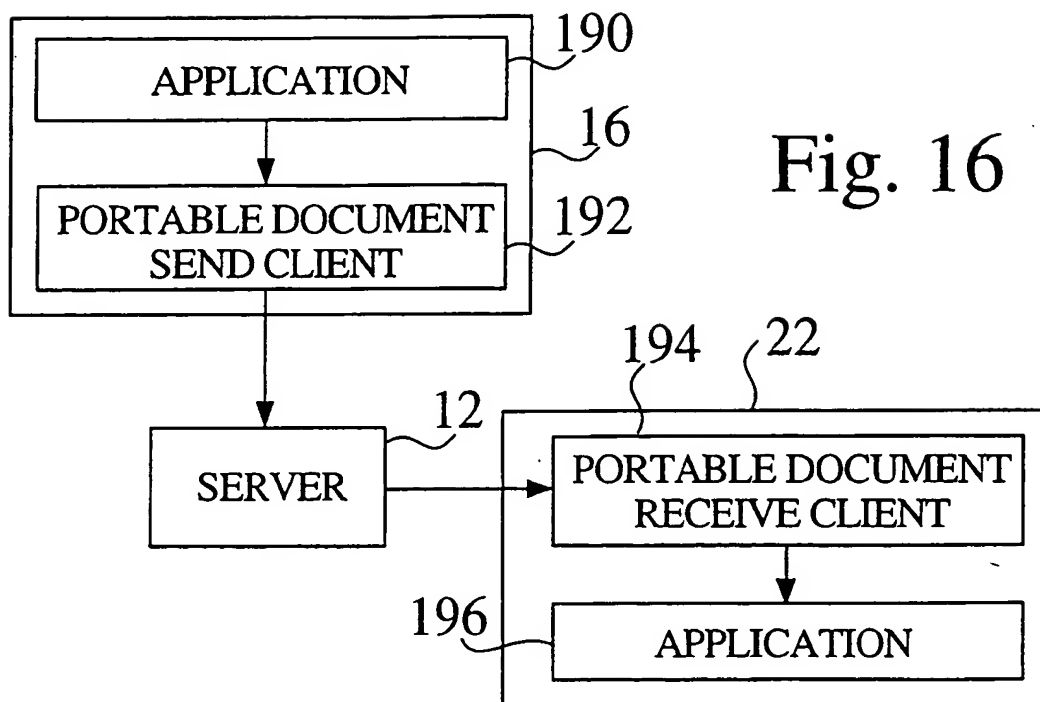 190
APPLICATION
16
Fig. 16
192
PORTABLE DOCUMENT
SEND CLIENT
194
22
12
SERVER
PORTABLE DOCUMENT
RECEIVE CLIENT
196
APPLICATION